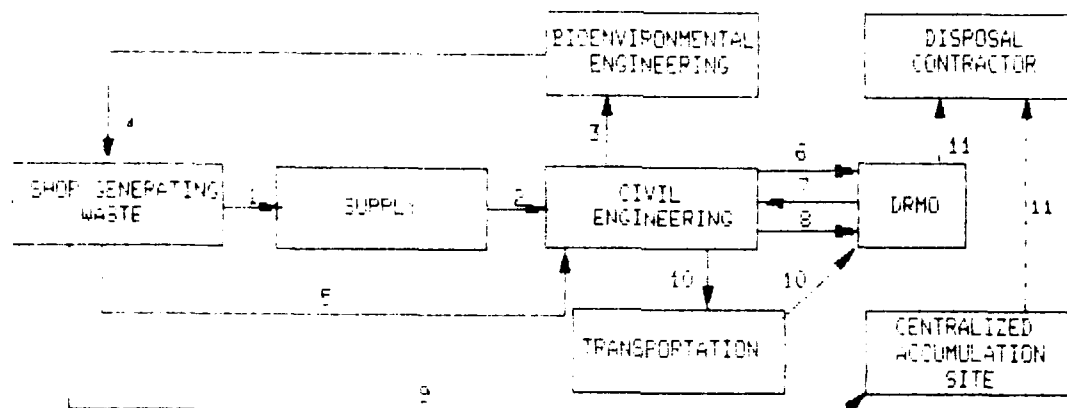 BIOENVIRONMENTAL
ENGINEERING
DISPOSAL
CONTRACTOR
4
3
11
11
SHOP GENERATING
WASTE
1
SUPPLY
2
CIVIL
ENGINEERING
6
7
8
DRMO
5
10
10
TRANSPORTATION
CENTRALIZED
ACCUMULATION
SITE
9